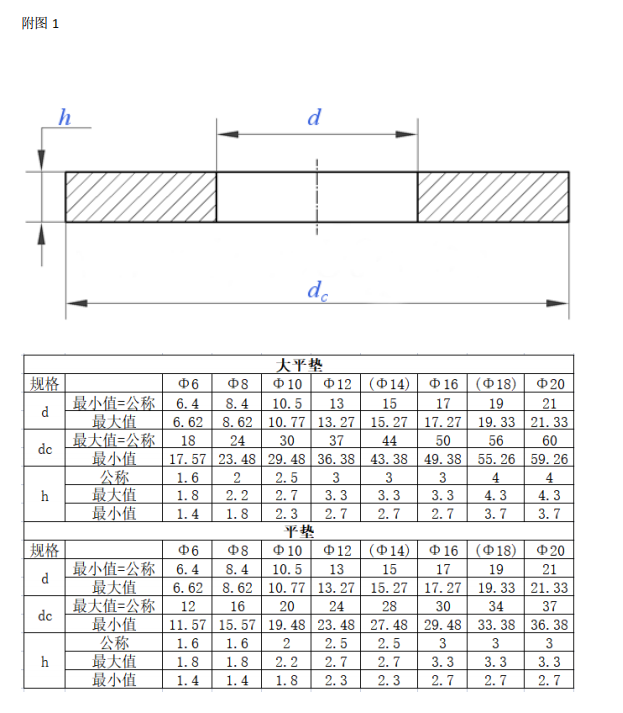 附图 1
h
d
dc
大平垫
规格 Φ6 Φ8 Φ10 Φ12 (Φ14) Φ16 (Φ18) Φ20
d 最小值=公称 6.4 8.4 10.5 13 15 17 19 21
最大值 6.62 8.62 10.77 13.27 15.27 17.27 19.33 21.33
dc 最大值=公称 18 24 30 37 44 50 56 60
最小值 17.57 23.48 29.48 36.38 43.38 49.38 55.26 59.26
h 公称 1.6 2 2.5 3 3 3 4 4
最大值 1.8 2.2 2.7 3.3 3.3 3.3 4.3 4.3
最小值 1.4 1.8 2.3 2.7 2.7 2.7 3.7 3.7
平垫
规格 Φ6 Φ8 Φ10 Φ12 (Φ14) Φ16 (Φ18) Φ20
d 最小值=公称 6.4 8.4 10.5 13 15 17 19 21
最大值 6.62 8.62 10.77 13.27 15.27 17.27 19.33 21.33
dc 最大值=公称 12 16 20 24 28 30 34 37
最小值 11.57 15.57 19.48 23.48 27.48 29.48 33.38 36.38
h 公称 1.6 1.6 2 2.5 2.5 3 3 3
最大值 1.8 1.8 2.2 2.7 2.7 3.3 3.3 3.3
最小值 1.4 1.4 1.8 2.3 2.3 2.7 2.7 2.7